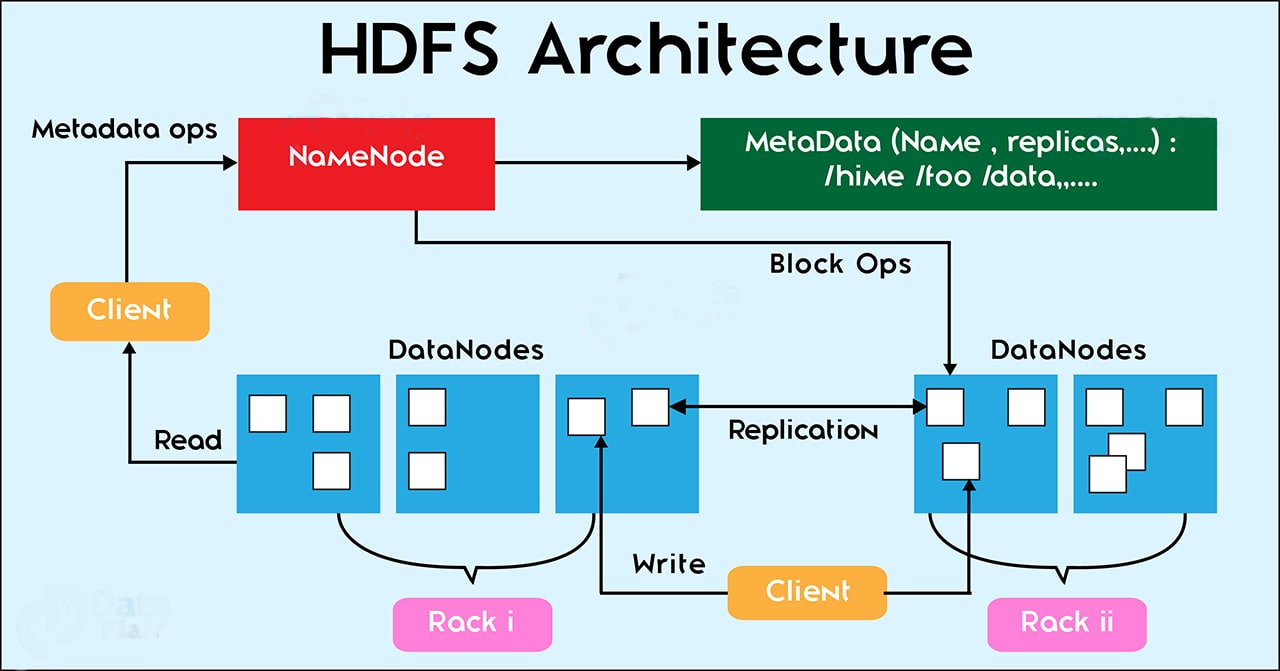 HDFS Architecture
Metadata ops
NameNode
MetaData (Name , replicas,....) :
/hime /foo /data,,....
Block Ops
Client
DataNodes
DataNodes
Read
Replication
Write
Client
Rack i
Rack ii
Data
Flair